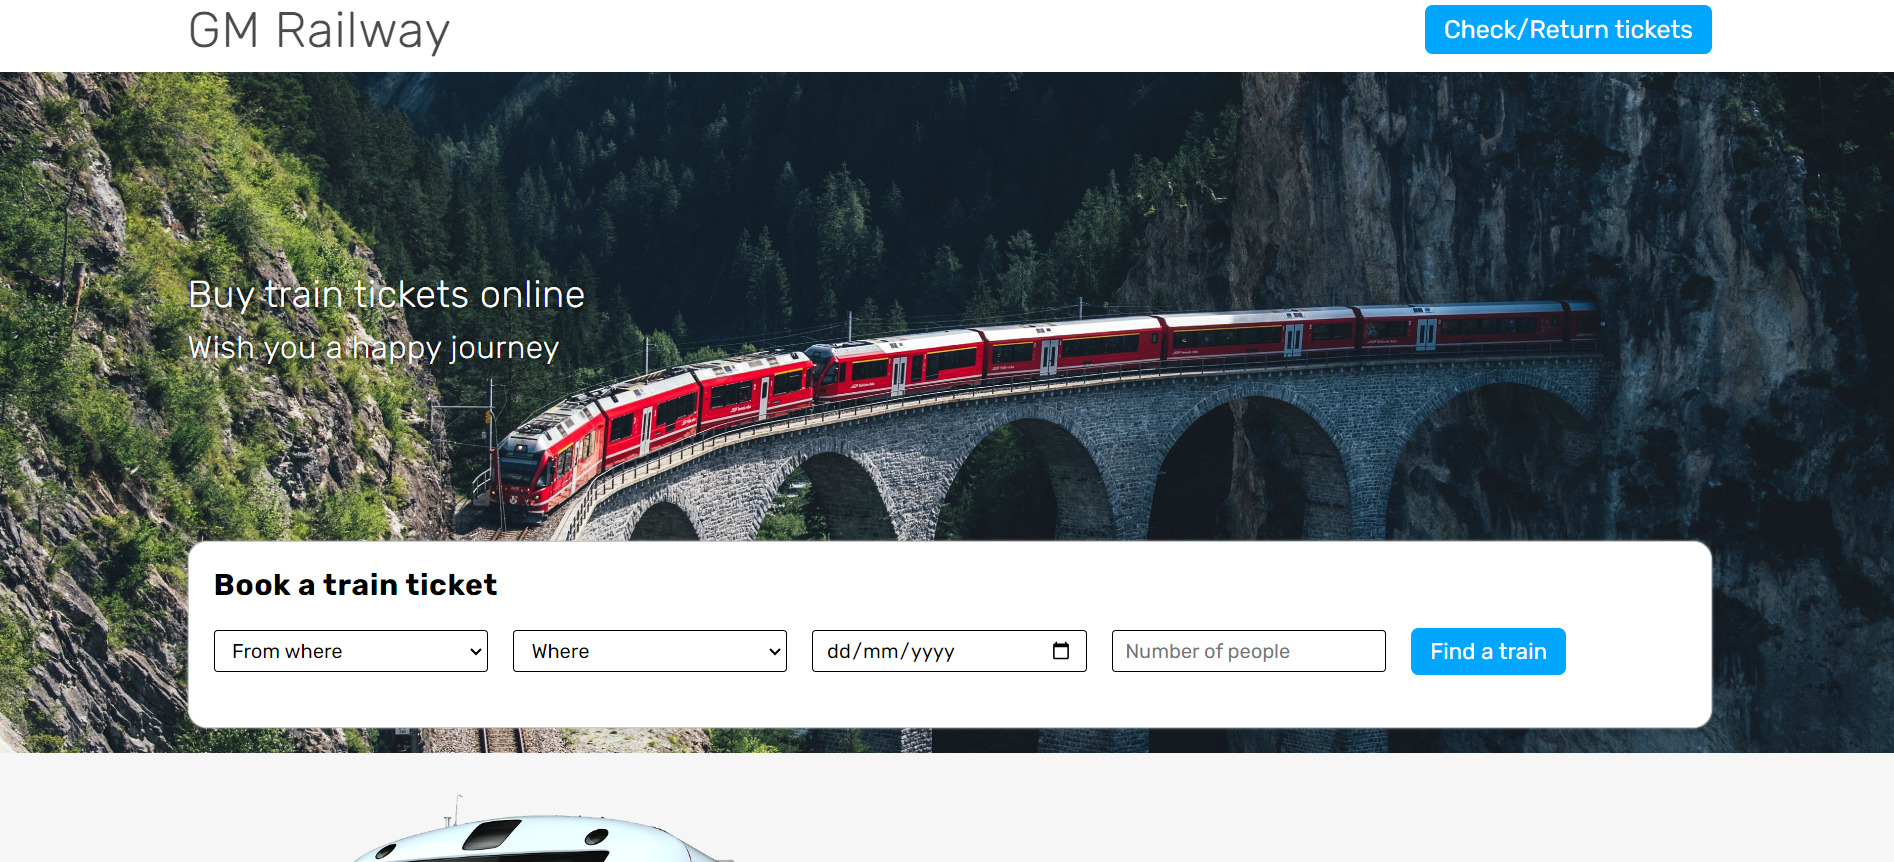 GM Railway
Check/Return tickets
Buy train tickets online
Wish you a happy journey
Book a train ticket
From where
Where
dd/mm/yyyy
Number of people
Find a train